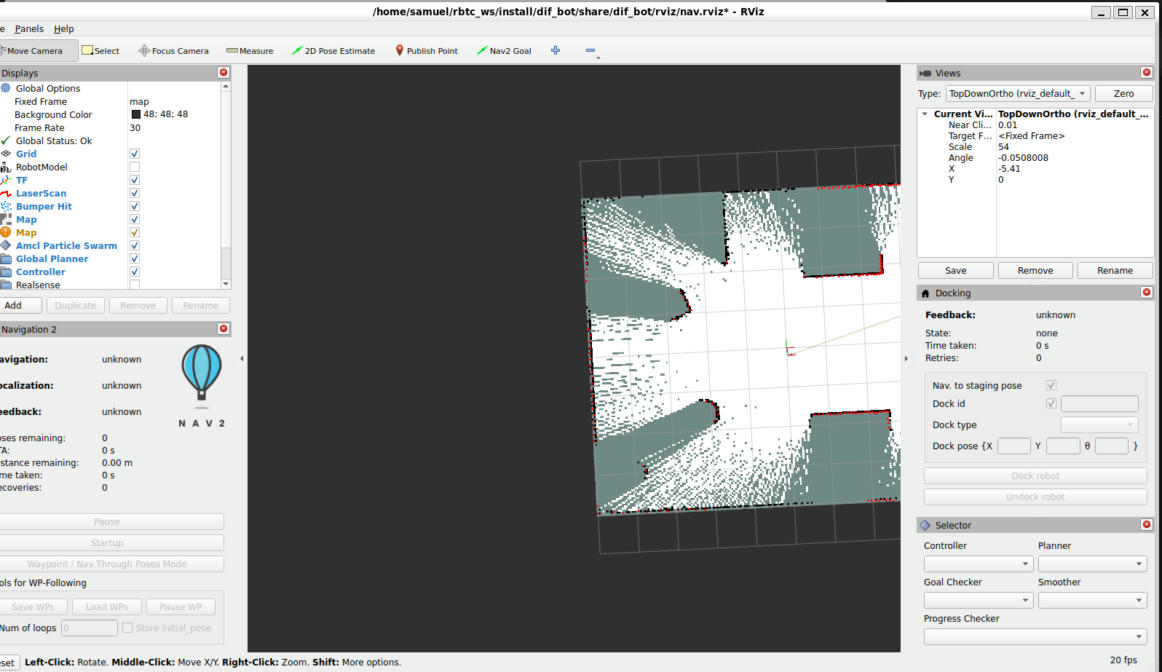 /home/samuel/rbtc_ws/install/dif_bot/share/dif_bot/rviz/nav.rviz* - RViz
e Panels Help
Move Camera Select Focus Camera Measure 2D Pose Estimate Publish Point Nav2 Goal
Displays
Global Options
Fixed Frame map
Background Color 48; 48; 48
Frame Rate 30
Global Status: Ok
Grid
RobotModel
TF
LaserScan
Bumper Hit
Map
Map
Amcl Particle Swarm
Global Planner
Controller
Realsense
Add Duplicate Remove Rename
Navigation 2
avigation: unknown
ocalization: unknown
eedback: unknown
NAV2
oses remaining: 0
TA: 0 s
stance remaining: 0.00 m
me taken: 0 s
ecoveries: 0
Pause
Startup
Waypoint / Nav Through Poses Mode
ols for WP-Following
Save WPs Load WPs Pause WP
Num of loops 0 Store initial_pose
eset Left-Click: Rotate. Middle-Click: Move X/Y. Right-Click: Zoom. Shift: More options.
Views
Type: TopDownOrtho (rviz_default_ Zero
Current Vi... TopDownOrtho (rviz_default_...
Near Cli... 0.01
Target F... <Fixed Frame>
Scale 54
Angle -0.0508008
X -5.41
Y 0
Save Remove Rename
Docking
Feedback: unknown
State: none
Time taken: 0 s
Retries: 0
Nav. to staging pose
Dock id
Dock type
Dock pose {X Y θ }
Dock robot
Undock robot
Selector
Controller Planner
Goal Checker Smoother
Progress Checker
20 fps